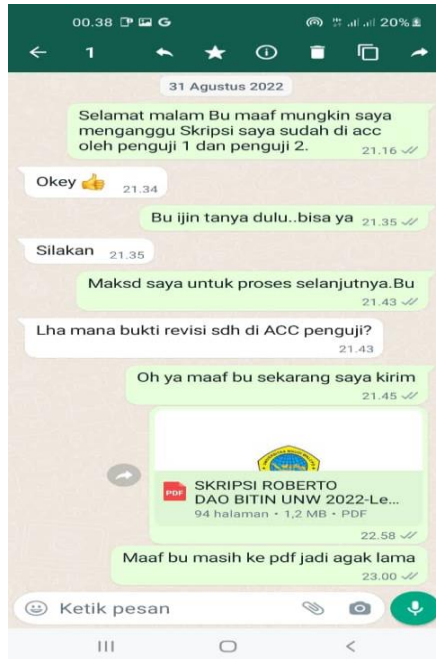 00.38 G 20%
1
31 Agustus 2022
Selamat malam Bu maaf mungkin saya
menganggu Skripsi saya sudah di acc
oleh penguji 1 dan penguji 2. 21.16
Okey 👍 21.34
Bu ijin tanya dulu..bisa ya 21.35
Silakan 21.35
Maksd saya untuk proses selanjutnya.Bu
21.43
Lha mana bukti revisi sdh di ACC penguji?
21.43
Oh ya maaf bu sekarang saya kirim
21.45
PDF
SKRIPSI ROBERTO
DAO BITIN UNW 2022-Le...
94 halaman • 1,2 MB • PDF
22.58
Maaf bu masih ke pdf jadi agak lama
23.00
Ketik pesan